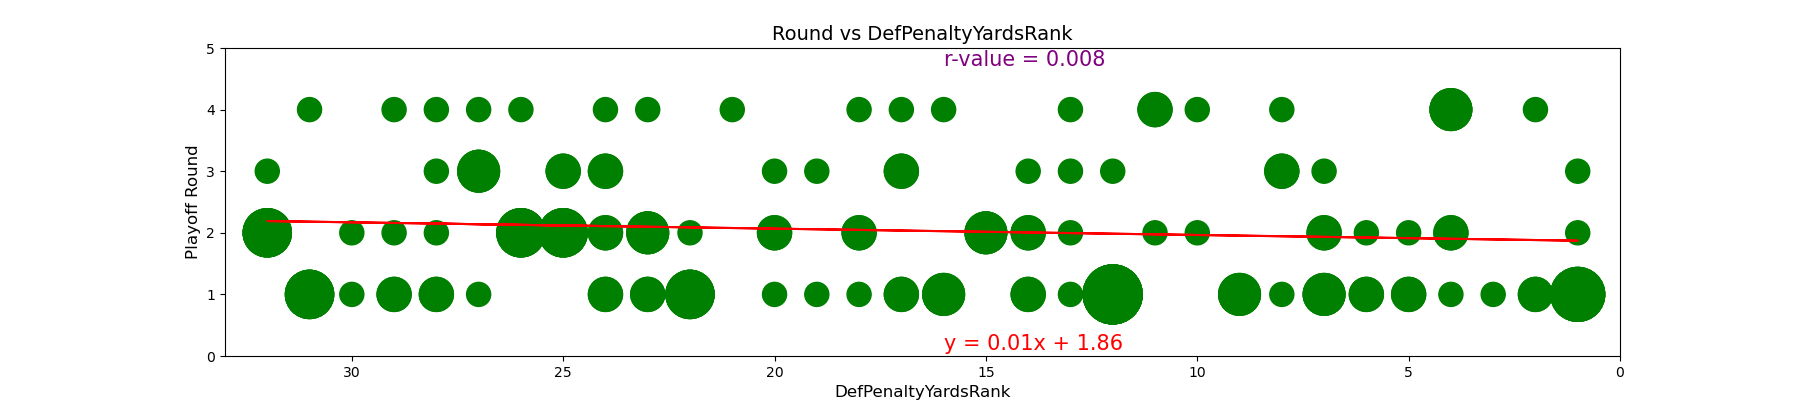 Round vs DefPenaltyYardsRank
r-value = 0.008
5
4
3
2
1
0
Playoff Round
y = 0.01x + 1.86
30 25 20 15 10 5 0
DefPenaltyYardsRank